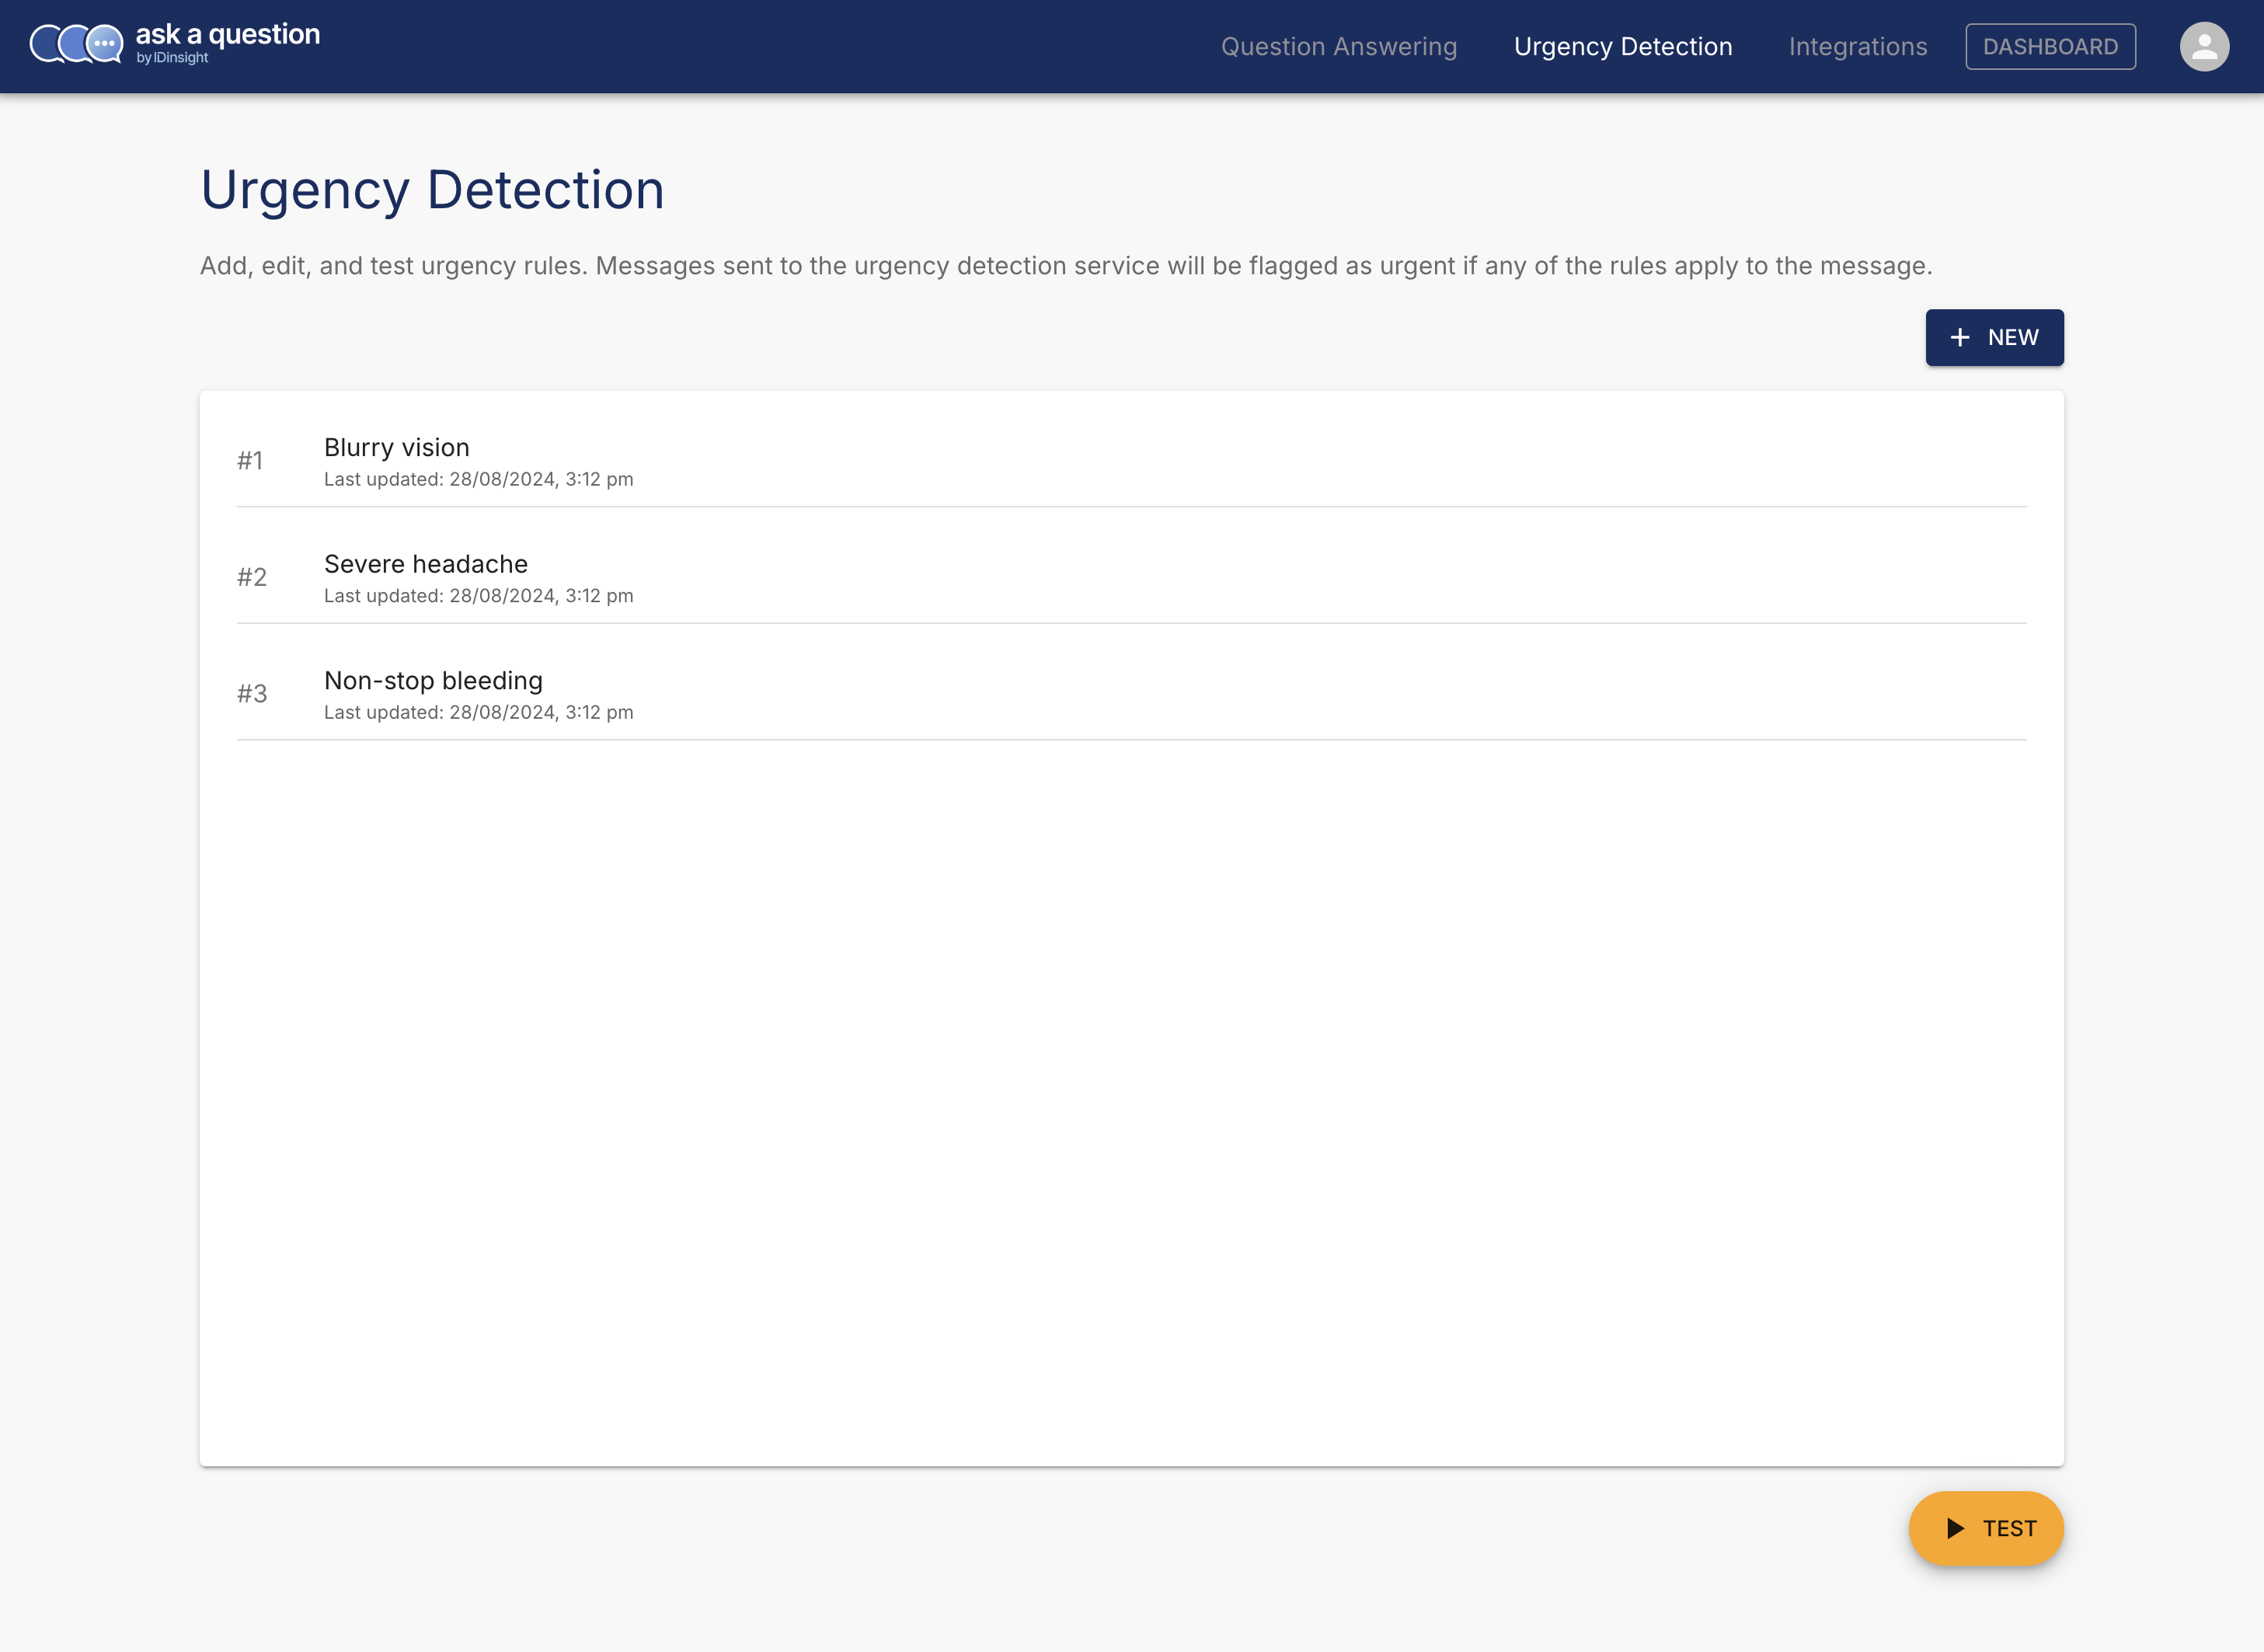 ask a question
by IDinsight
Question Answering
Urgency Detection
Integrations
DASHBOARD
Urgency Detection
Add, edit, and test urgency rules. Messages sent to the urgency detection service will be flagged as urgent if any of the rules apply to the message.
NEW
#1
Blurry vision
Last updated: 28/08/2024, 3:12 pm
#2
Severe headache
Last updated: 28/08/2024, 3:12 pm
#3
Non-stop bleeding
Last updated: 28/08/2024, 3:12 pm
TEST